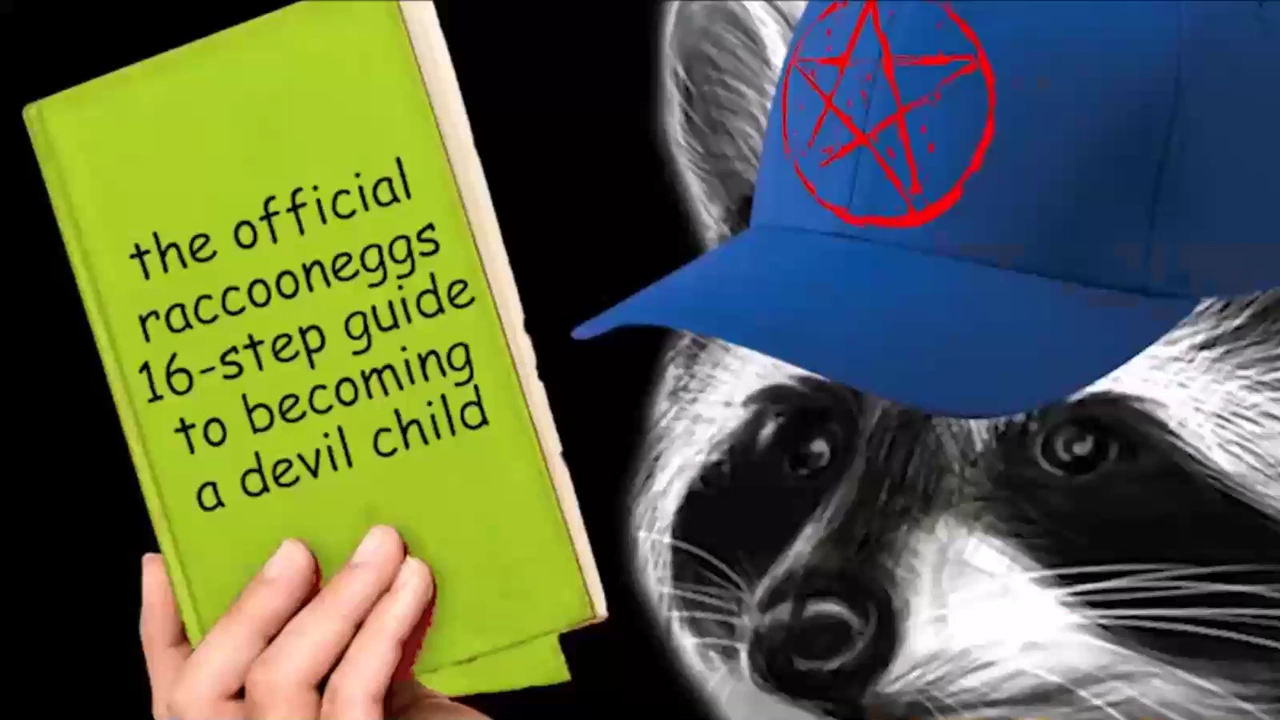 the official
raccooneggs
16-step guide
to becoming
a devil child